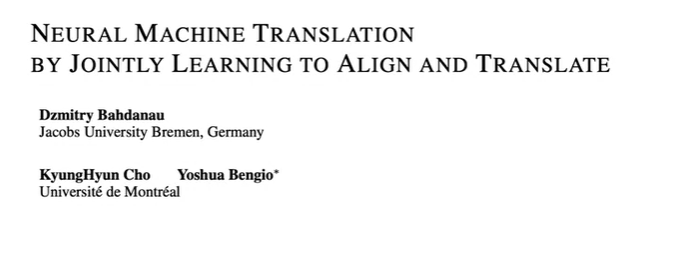 NEURAL MACHINE TRANSLATION
BY JOINTLY LEARNING TO ALIGN AND TRANSLATE
Dzmitry Bahdanau
Jacobs University Bremen, Germany
KyungHyun Cho Yoshua Bengio*
Université de Montréal